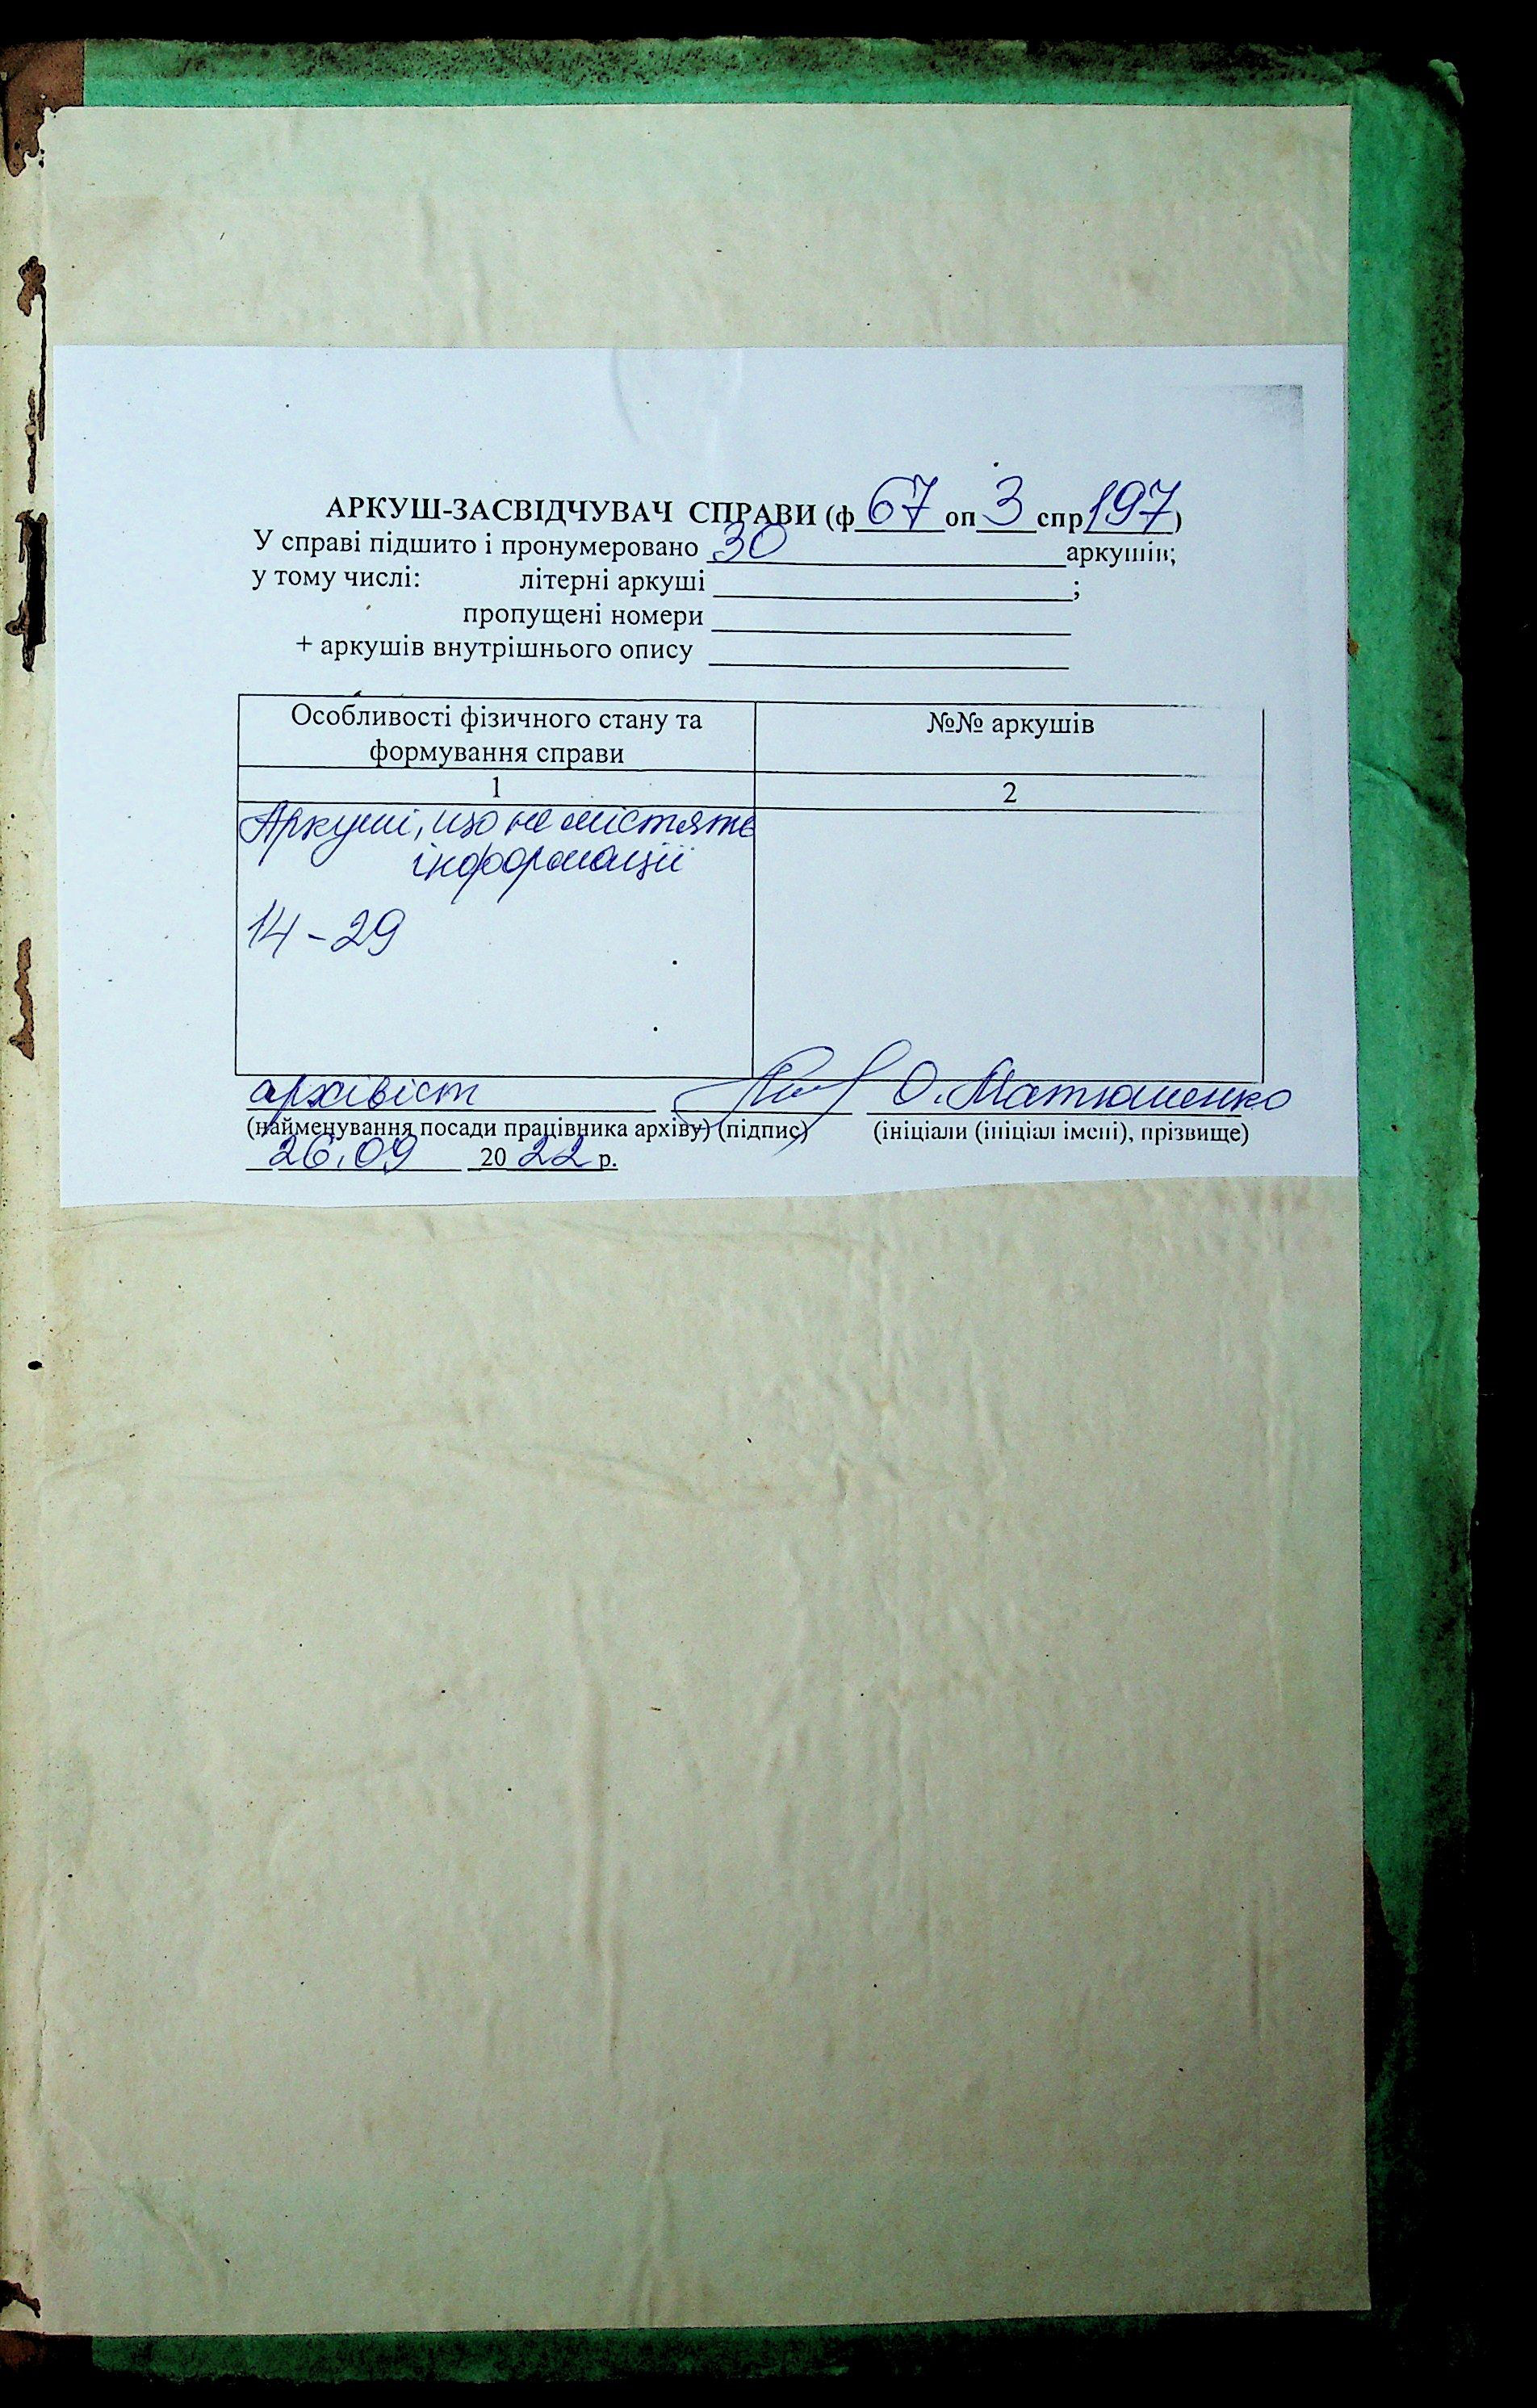 АРКУШ-ЗАСВІДЧУВАЧ СПРАВИ (ф 67 оп 3 спр 197)
У справі підшито і пронумеровано 30 аркушів;
у тому числі: літерні аркуші ;
пропущені номери
+ аркушів внутрішнього опису
Особливості фізичного стану та
формування справи
№№ аркушів
1 2
Аркуші, що не містять
інформації
14-29
архівіст О. Матюшенко
(найменування посади працівника архіву) (підпис) (ініціали (ініціал імені), прізвище)
26.09 2022 р.